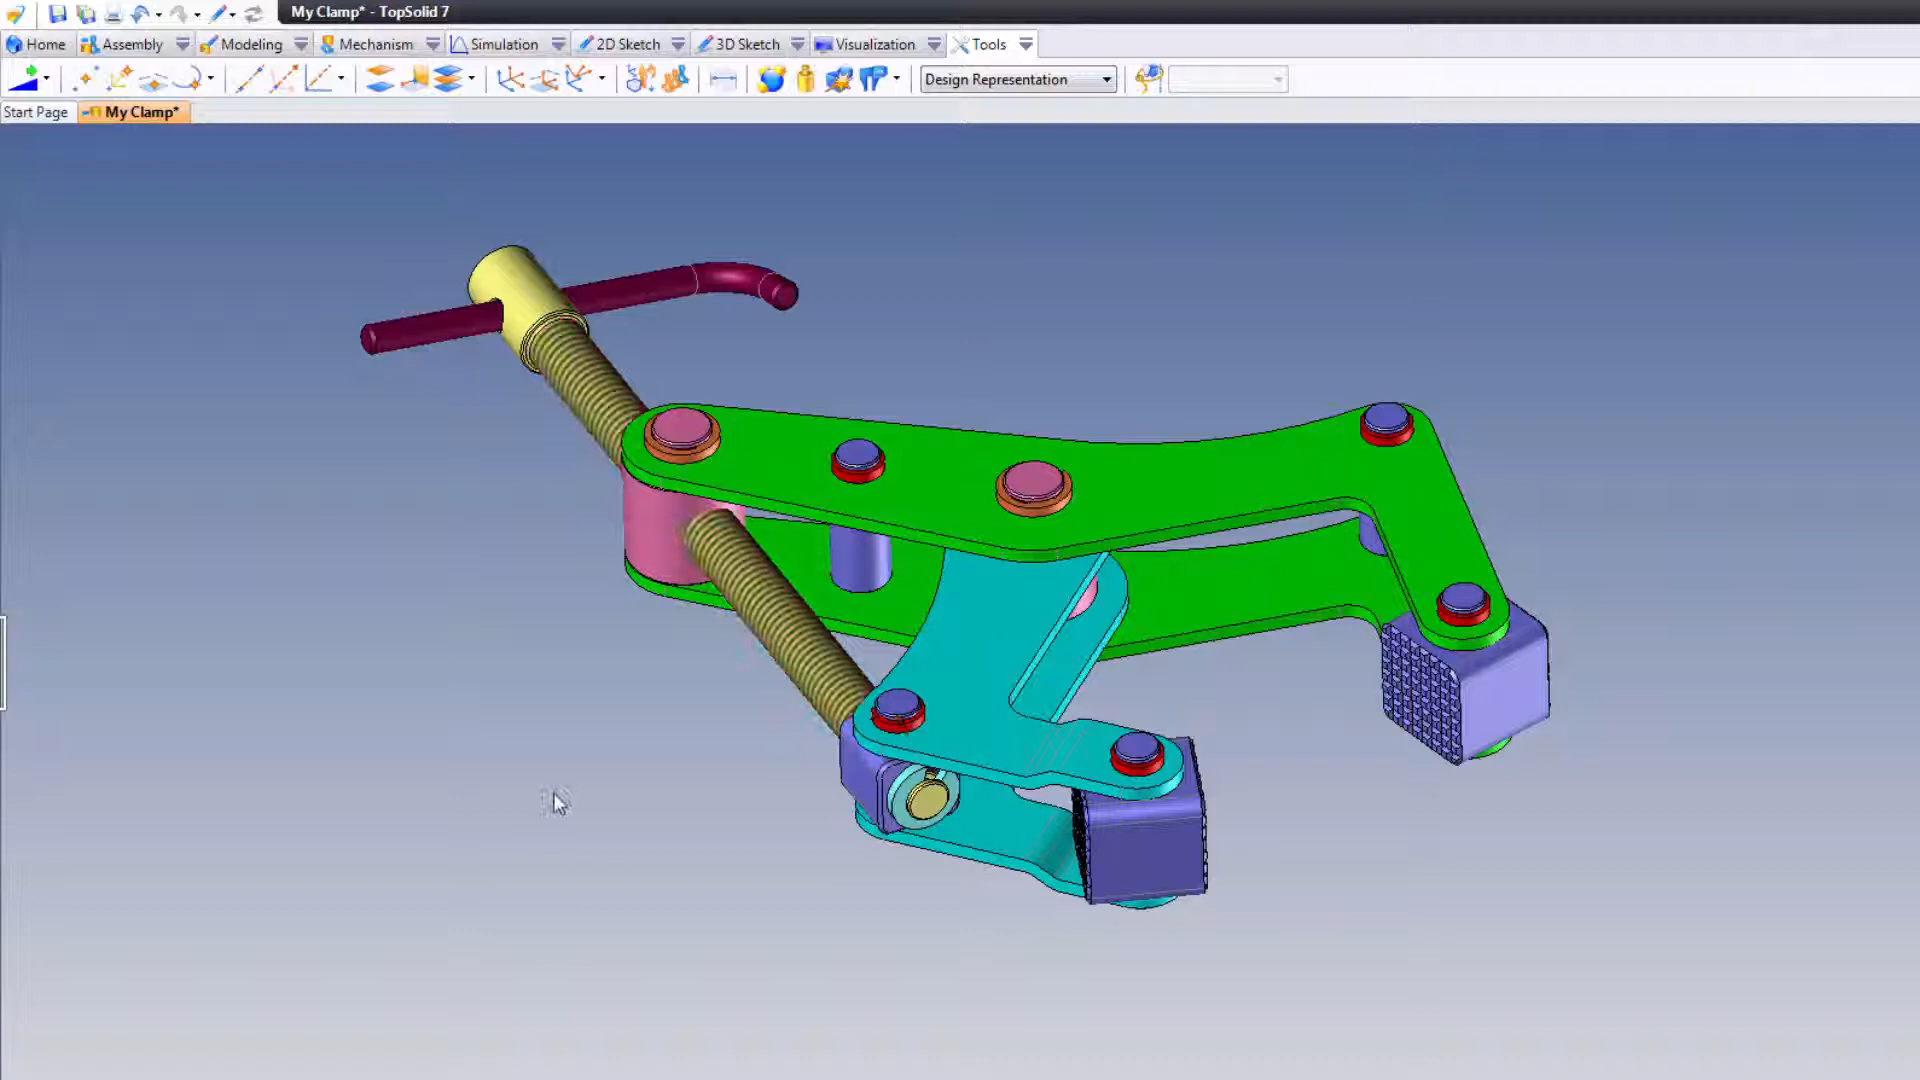 My Clamp* - TopSolid 7
Home Assembly Modeling Mechanism Simulation 2D Sketch 3D Sketch Visualization Tools
Design Representation
Start Page My Clamp*